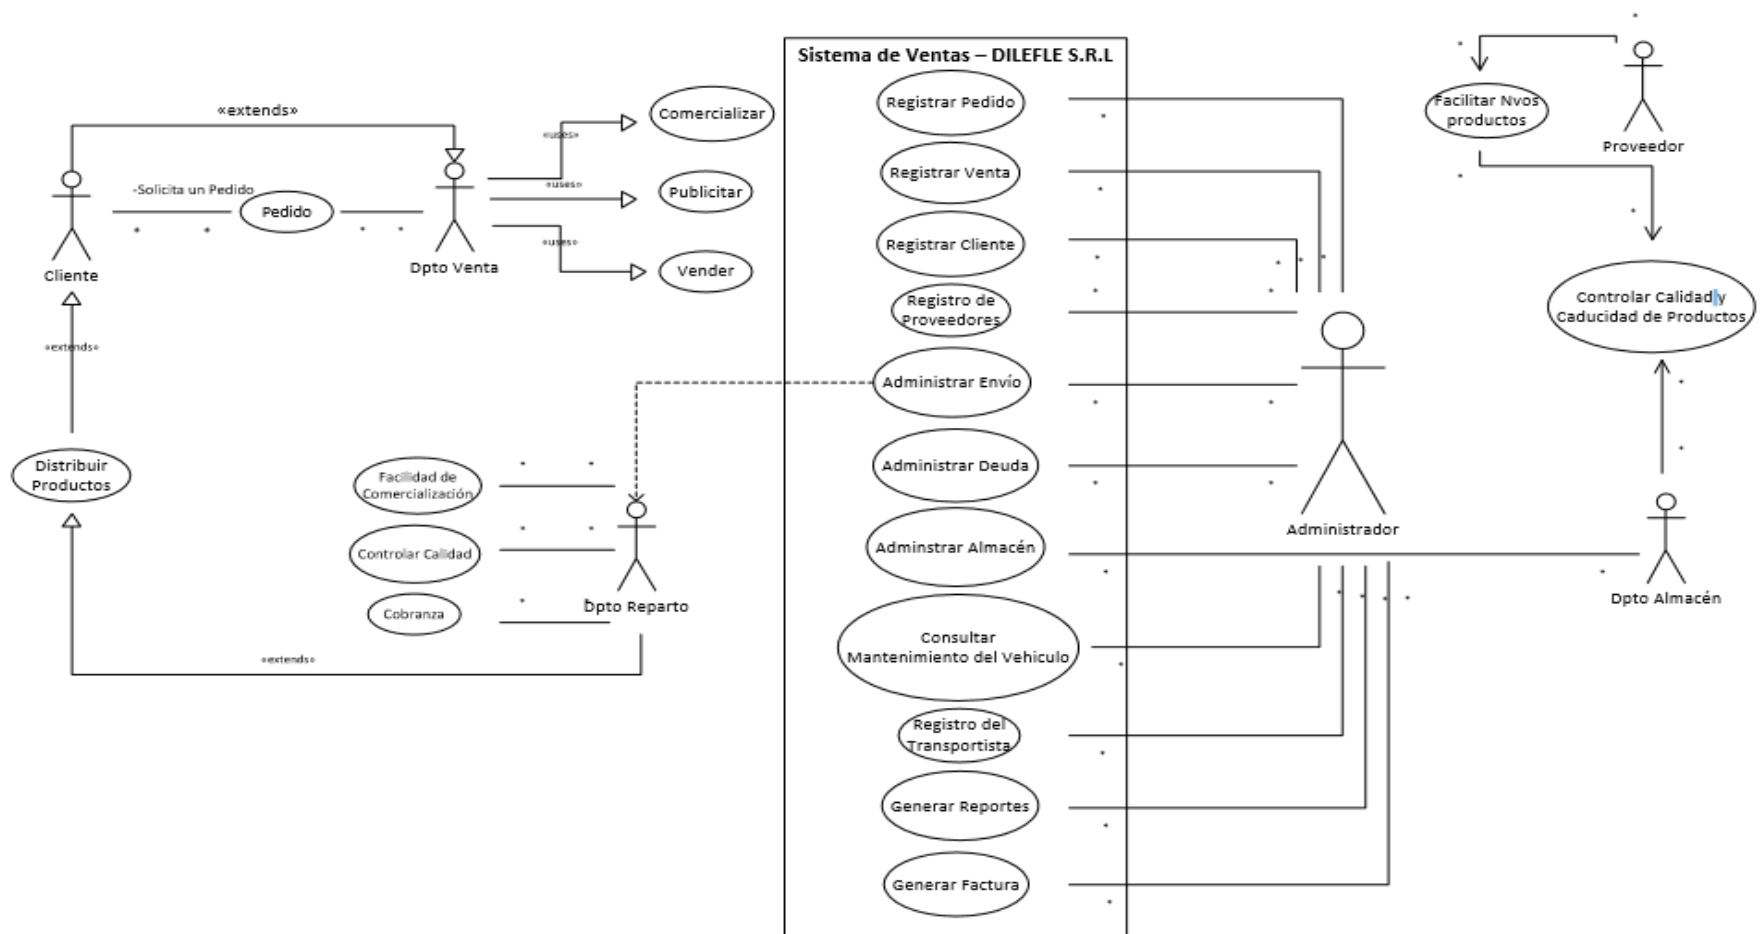 Sistema de Ventas – DILEFLE S.R.L
«extends»
Cliente
-Solicita un Pedido
Pedido
Dpto Venta
«uses»
Comercializar
«uses»
Publicitar
«uses»
Vender
«extends»
Distribuir
Productos
Facilidad de
Comercialización
Controlar Calidad
Cobranza
Dpto Reparto
«extends»
Registrar Pedido
Registrar Venta
Registrar Cliente
Registro de
Proveedores
Administrar Envío
Administrar Deuda
Adminstrar Almacén
Consultar
Mantenimiento del Vehiculo
Registro del
Transportista
Generar Reportes
Generar Factura
Administrador
Facilitar Nvos
productos
Proveedor
Controlar Calidad y
Caducidad de Productos
Dpto Almacén